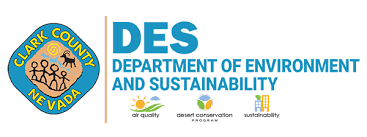 CLARK COUNTY
NEVADA
DES
DEPARTMENT OF ENVIRONMENT
AND SUSTAINABILITY
air quality
desert conservation
PROGRAM
sustainability